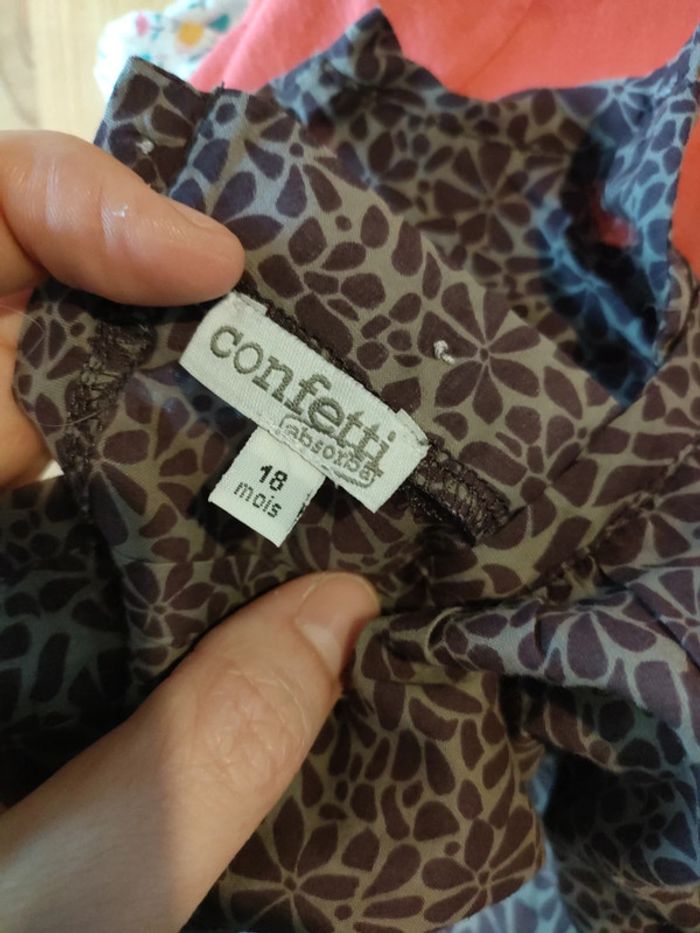 confetti
absorba
18
mois